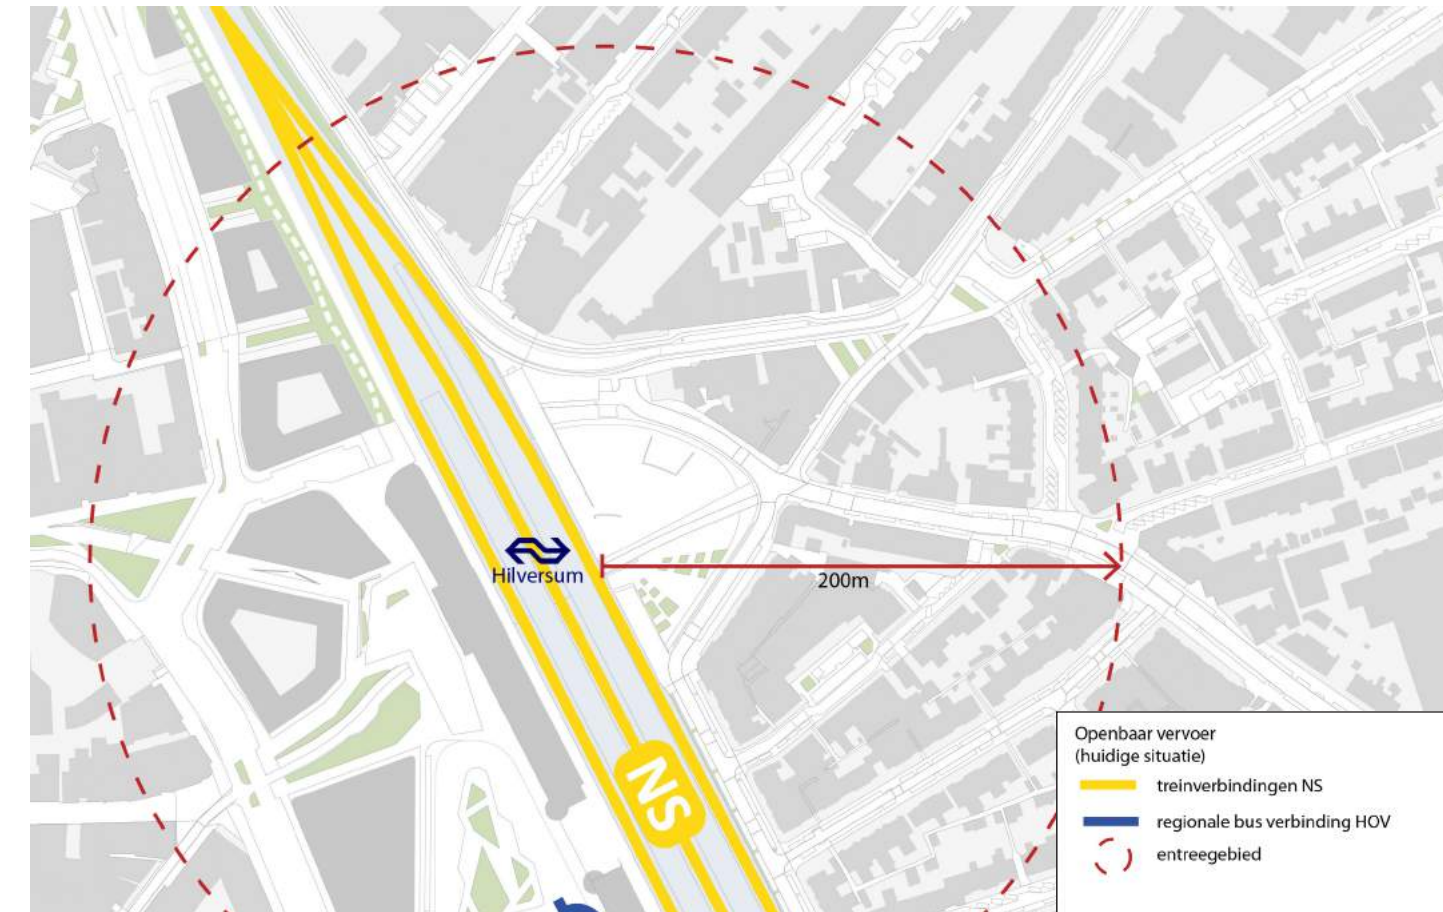 Hilversum
200m
NS
Openbaar vervoer
(huidige situatie)
treinverbindingen NS
regionale bus verbinding HOV
entreegebied